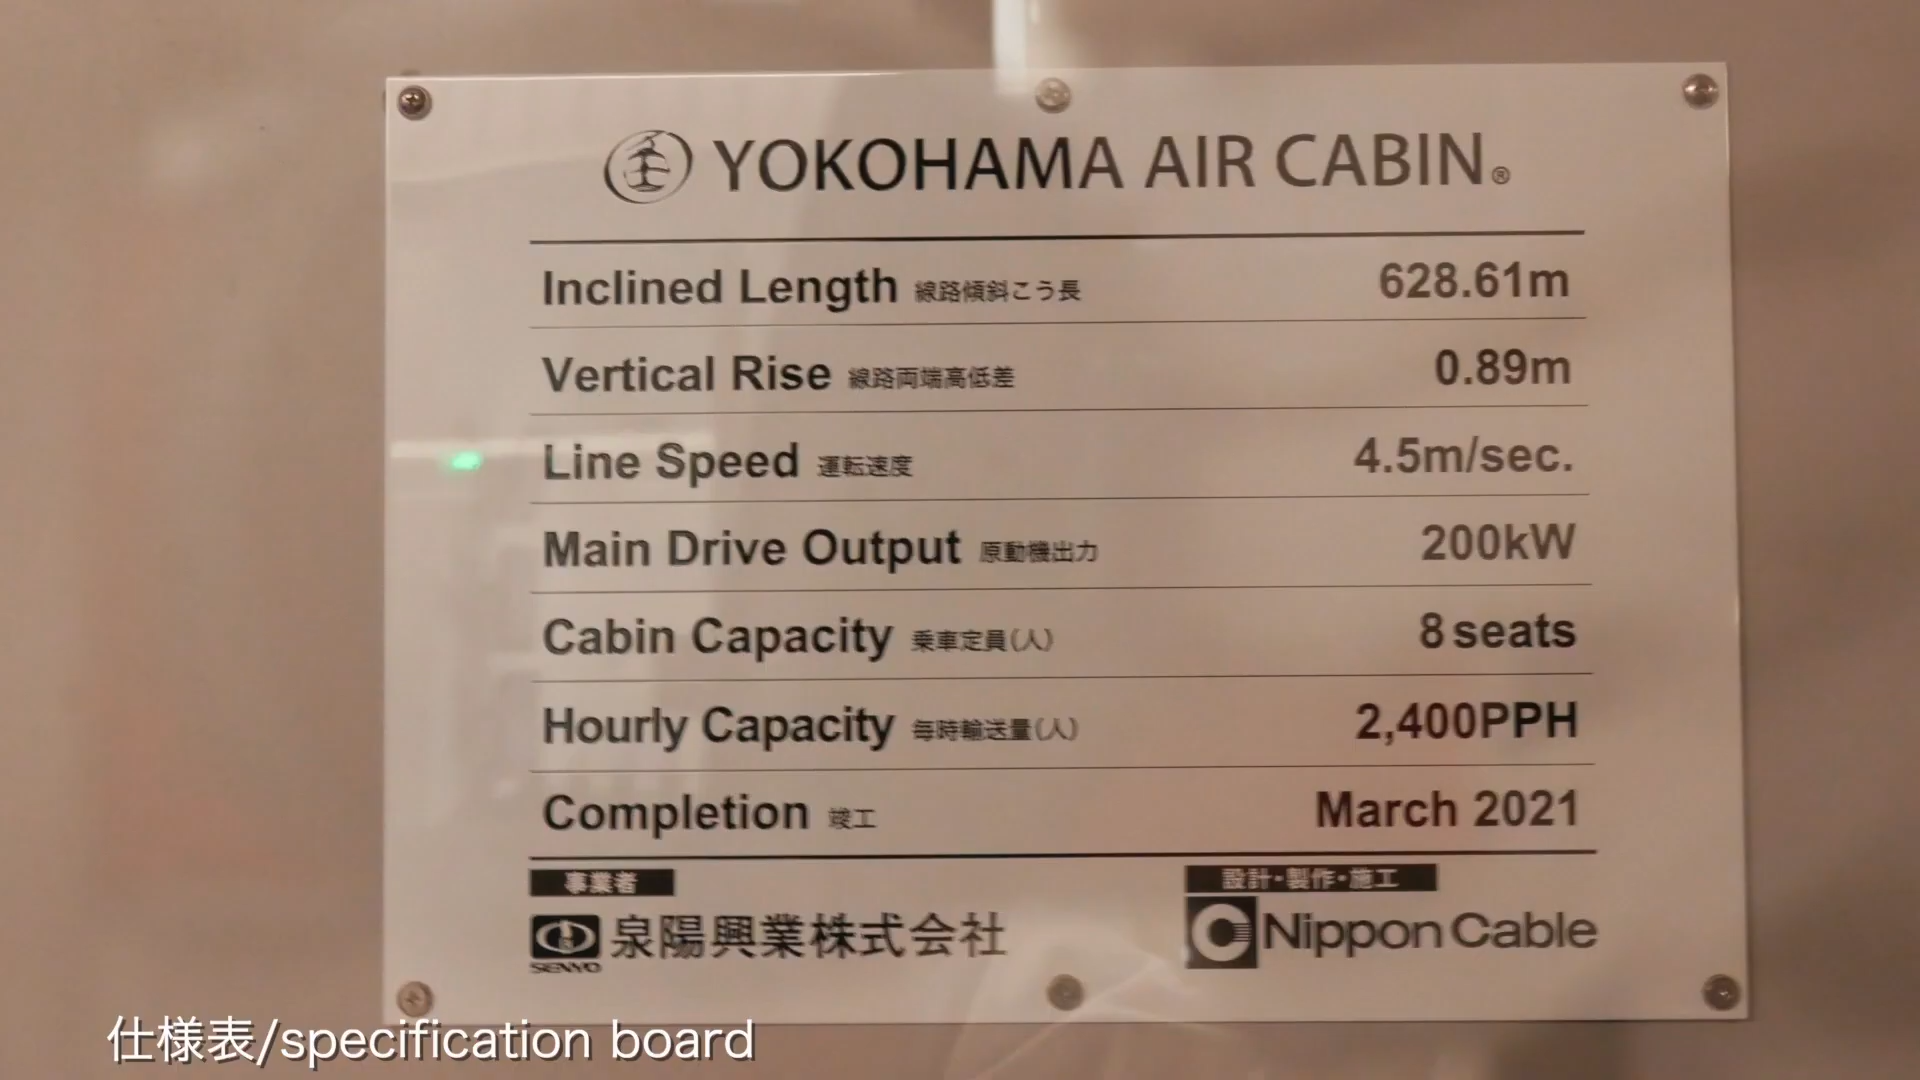 YOKOHAMA AIR CABIN®
Inclined Length 線路傾斜こう長 628.61m
Vertical Rise 線路両端高低差 0.89m
Line Speed 運転速度 4.5m/sec.
Main Drive Output 原動機出力 200kW
Cabin Capacity 乗車定員(人) 8 seats
Hourly Capacity 毎時輸送量(人) 2,400PPH
Completion 竣工 March 2021
事業者
SENYO 泉陽興業株式会社
設計・製作・施工
Nippon Cable
仕様表/specification board